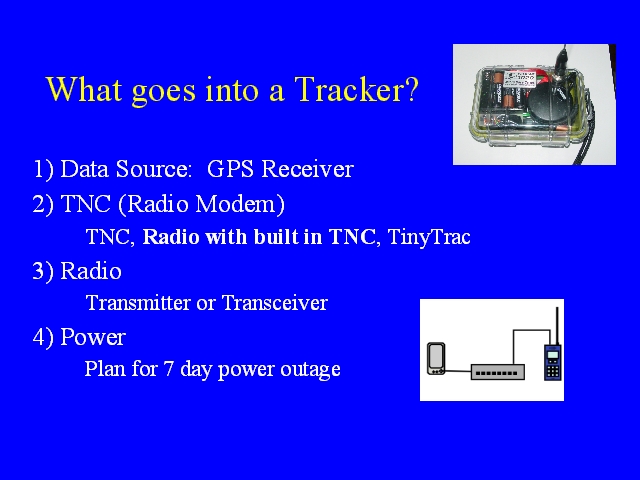 What goes into a Tracker?
1) Data Source:  GPS Receiver
2) TNC (Radio Modem)
TNC, Radio with built in TNC, TinyTrac
3) Radio
Transmitter or Transceiver
4) Power
Plan for 7 day power outage